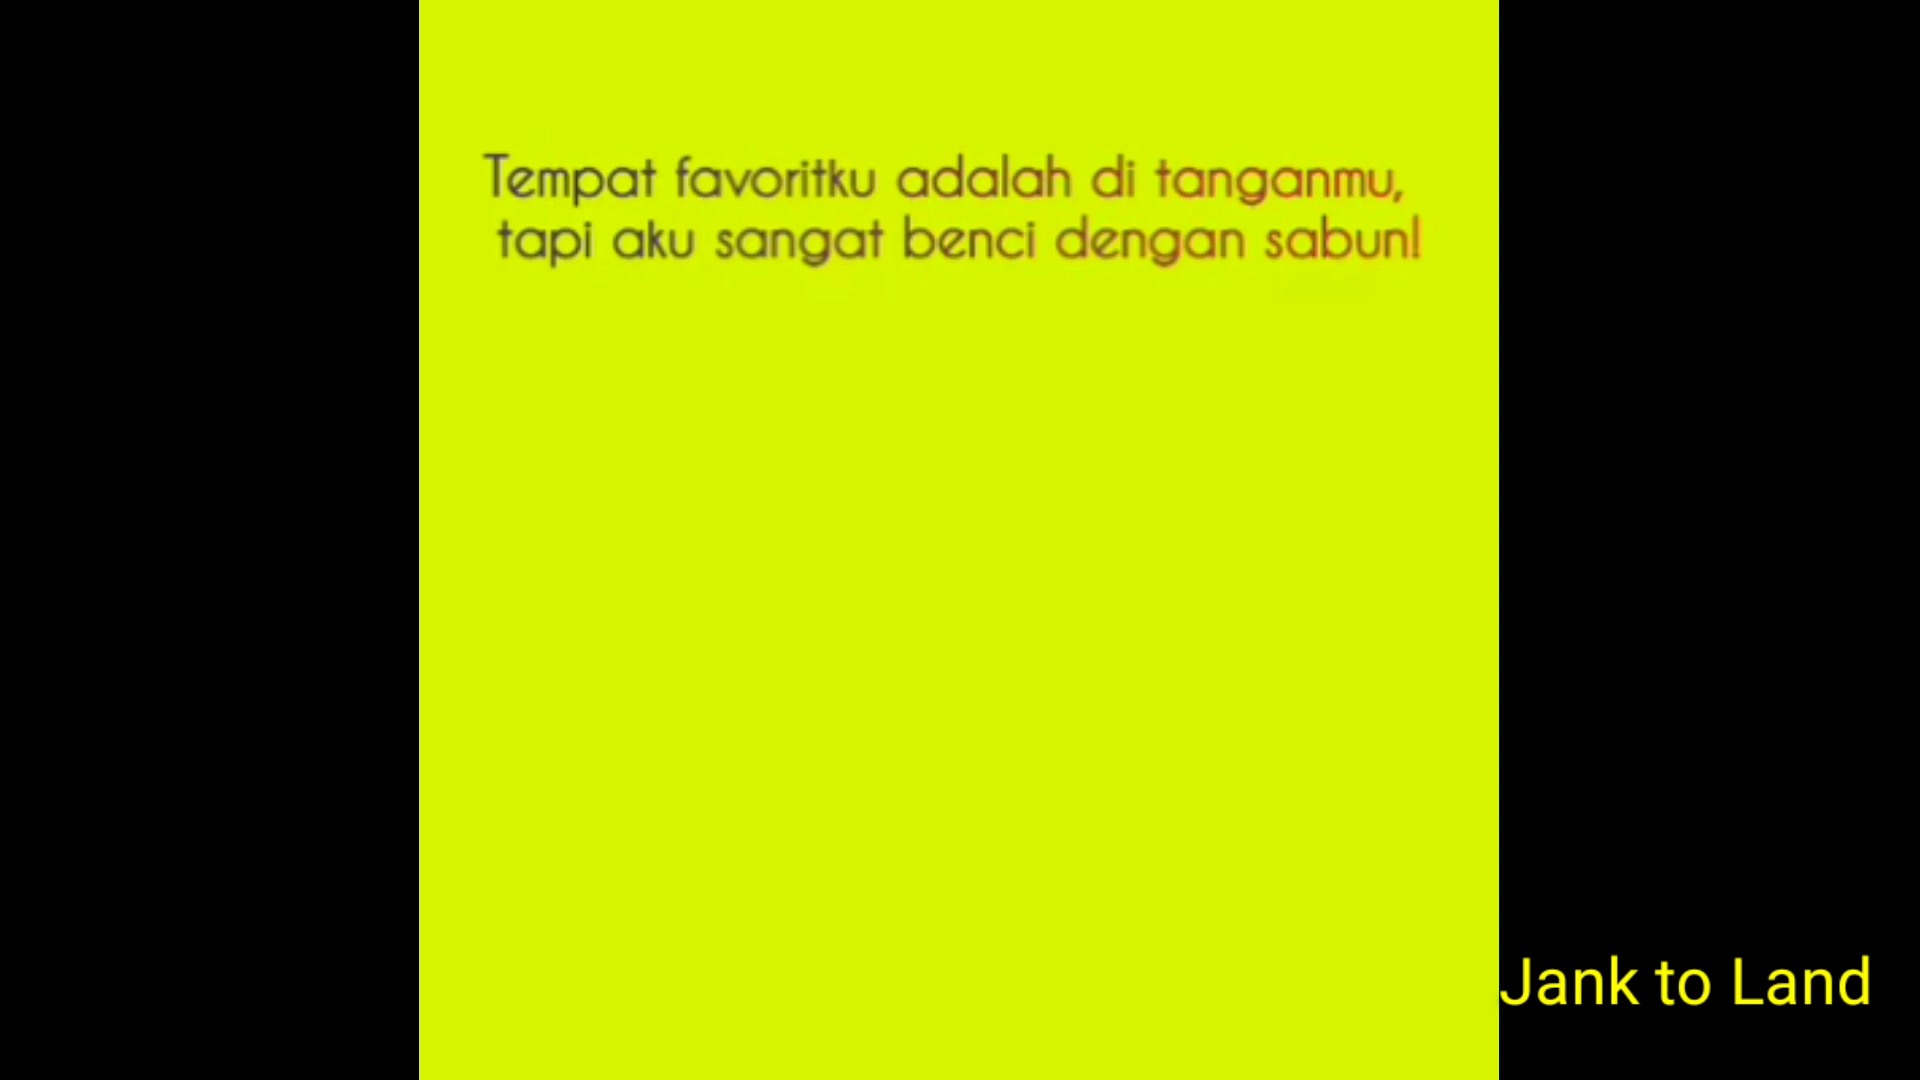 Tempat favoritku adalah di tanganmu,
tapi aku sangat benci dengan sabun!
Jank to Land